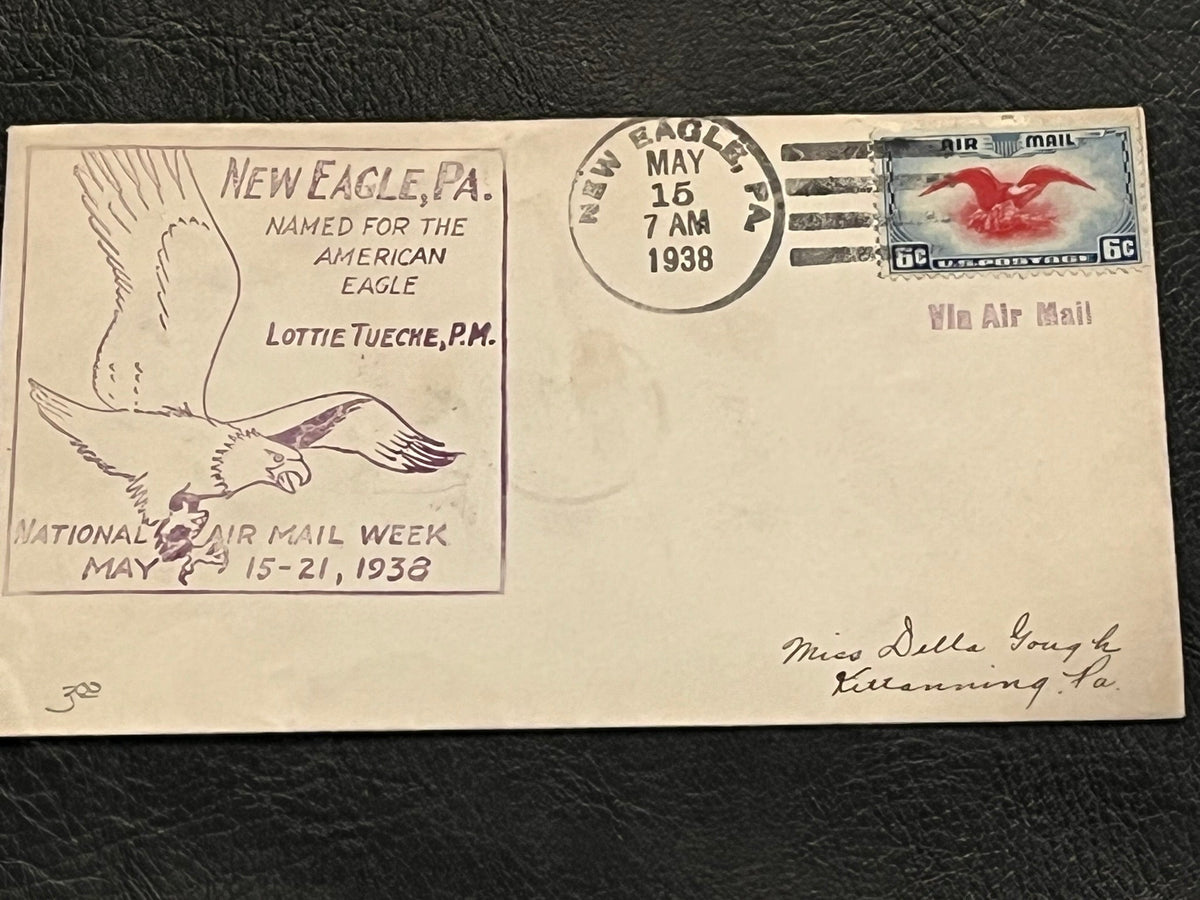 NEW EAGLE, PA.
NAMED FOR THE
AMERICAN
EAGLE
LOTTIE TUECHE, P.M.
NATIONAL AIR MAIL WEEK
MAY 15-21, 1938
NEW EAGLE, PA
MAY
15
7 AM
1938
AIR MAIL
6c U.S. POSTAGE 6c
Via Air Mail
Miss Della Gough
Kittanning, Pa.
300